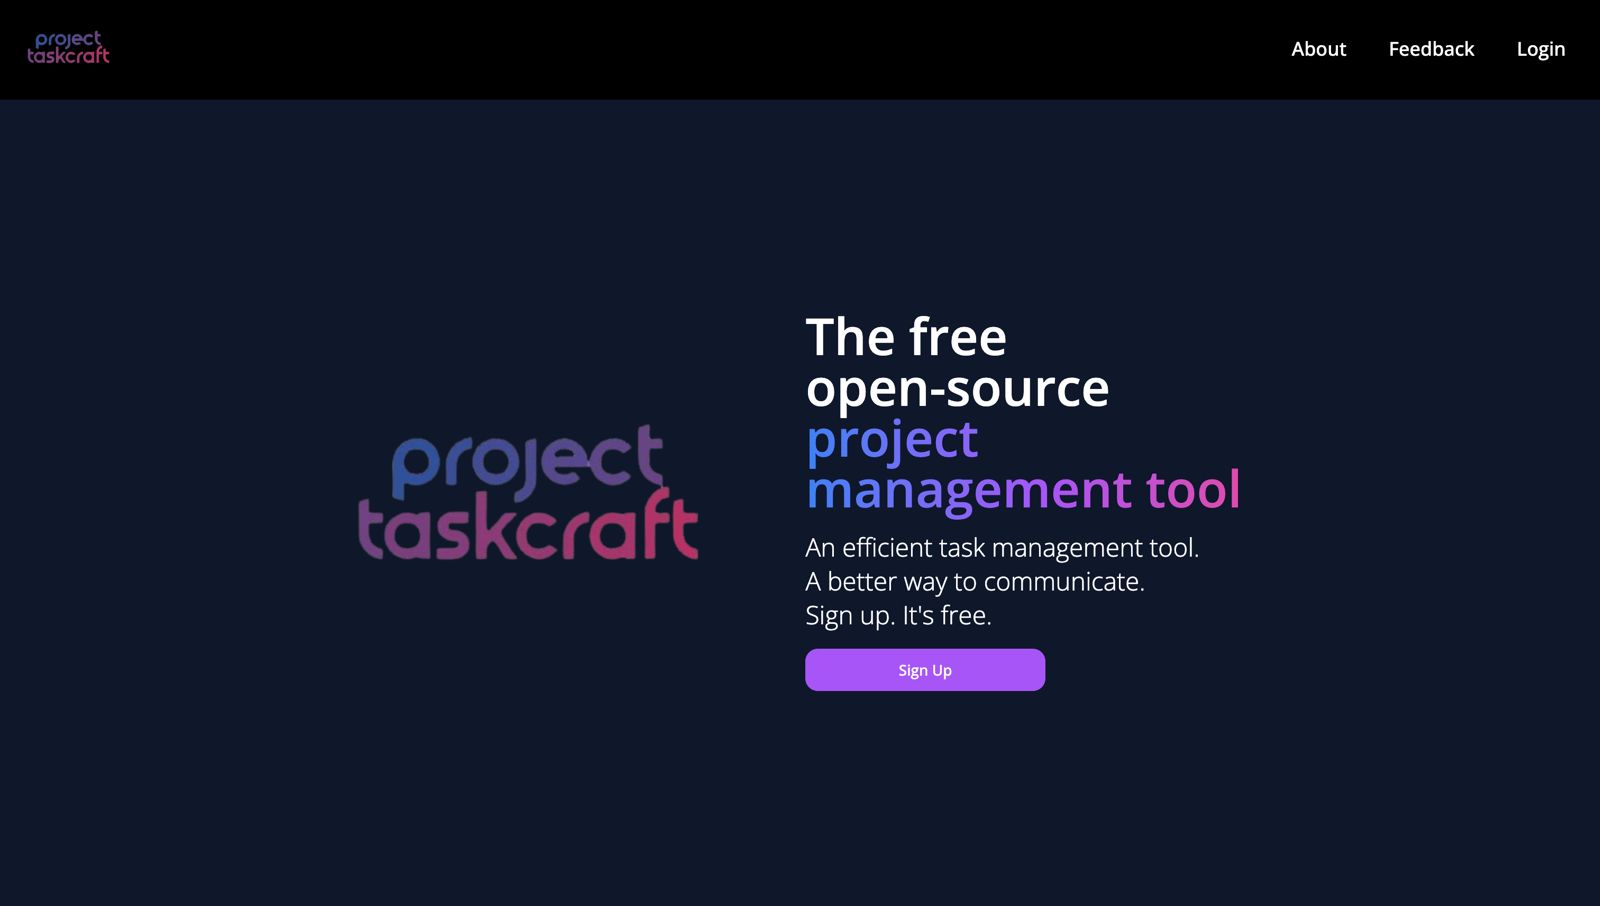 project
taskcraft
About
Feedback
Login
project
taskcraft
The free
open-source
project
management tool
An efficient task management tool.
A better way to communicate.
Sign up. It's free.
Sign Up